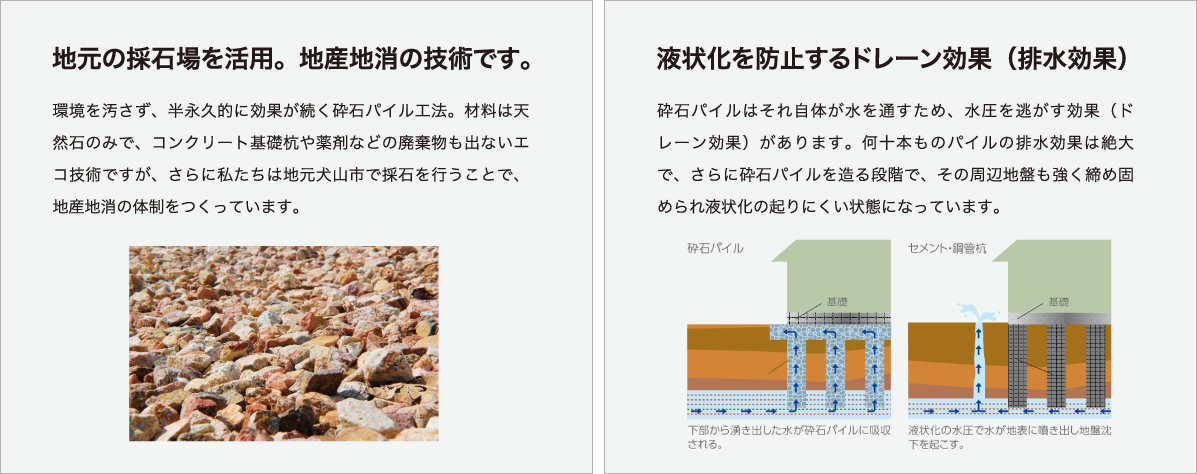 地元の採石場を活用。地産地消の技術です。
環境を汚さず、半永久的に効果が続く砕石パイル工法。材料は天
然石のみで、コンクリート基礎杭や薬剤などの廃棄物も出ないエ
コ技術ですが、さらに私たちは地元犬山市で採石を行うことで、
地産地消の体制をつくっています。
液状化を防止するドレーン効果（排水効果）
砕石パイルはそれ自体が水を通すため、水圧を逃がす効果（ド
レーン効果）があります。何十本ものパイルの排水効果は絶大
で、さらに砕石パイルを造る段階で、その周辺地盤も強く締め固
められ液状化の起りにくい状態になっています。
砕石パイル
基礎
下部から湧き出した水が砕石パイルに吸収
される。
セメント・鋼管杭
基礎
液状化の水圧で水が地表に噴き出し地盤沈
下を起こす。